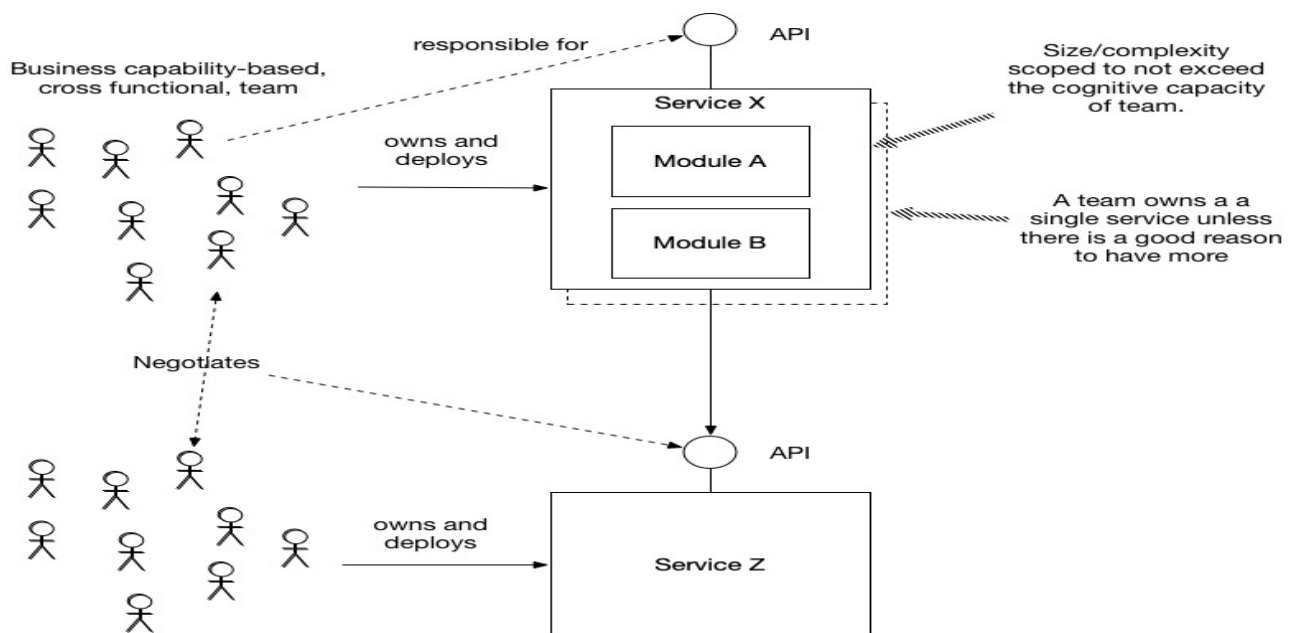 responsible for
API
Business capability-based,
cross functional, team
Size/complexity
scoped to not exceed
the cognitive capacity
of team.
Service X
owns and
deploys
Module A
Module B
A team owns a a
single service unless
there is a good reason
to have more
Negotiates
API
owns and
deploys
Service Z